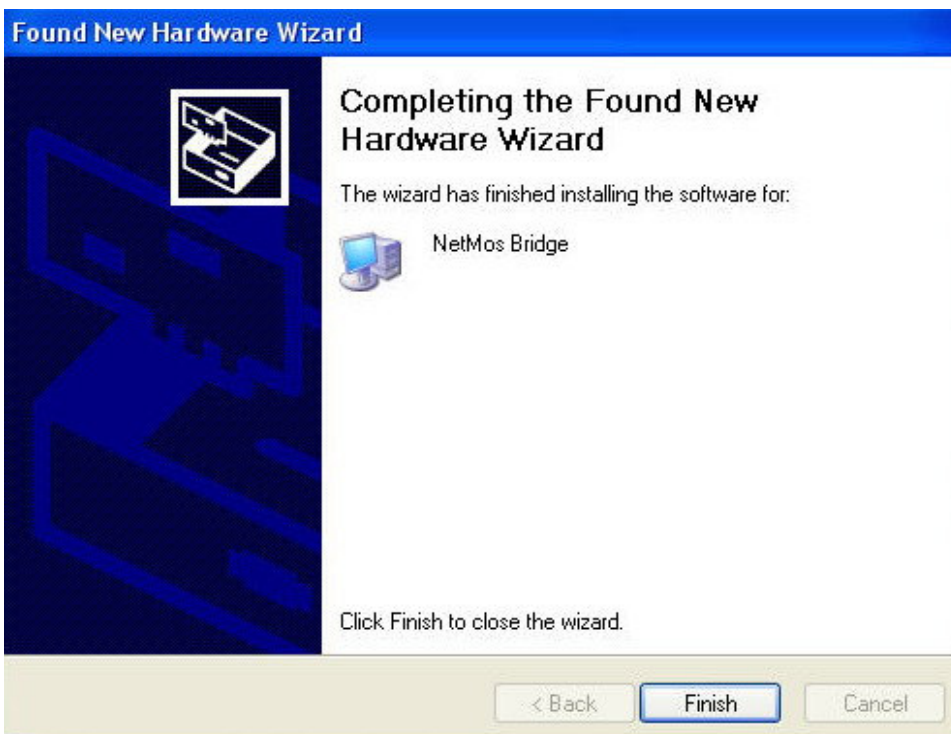 Found New Hardware Wizard
Completing the Found New
Hardware Wizard
The wizard has finished installing the software for:
NetMos Bridge
Click Finish to close the wizard.
< Back
Finish
Cancel